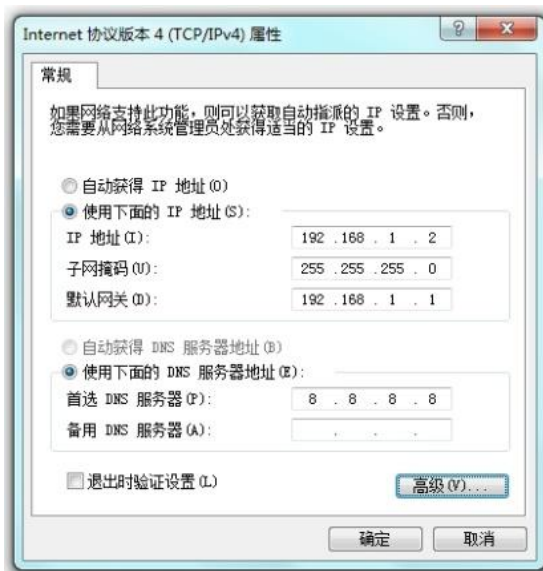 Internet 协议版本 4 (TCP/IPv4) 属性
常规
如果网络支持此功能，则可以获取自动指派的 IP 设置。否则，
您需要从网络系统管理员处获得适当的 IP 设置。
自动获得 IP 地址(O)
使用下面的 IP 地址(S):
IP 地址(I): 192 .168 . 1 . 2
子网掩码(U): 255 .255 .255 . 0
默认网关(D): 192 .168 . 1 . 1
自动获得 DNS 服务器地址(B)
使用下面的 DNS 服务器地址(E):
首选 DNS 服务器(P): 8 . 8 . 8 . 8
备用 DNS 服务器(A): . . .
退出时验证设置(L)
高级(V)...
确定 取消